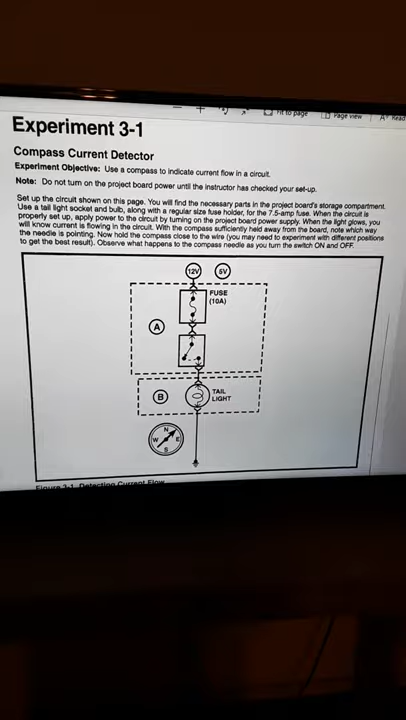 Fit to page
Page view
A
Read
Experiment 3-1
Compass Current Detector
Experiment Objective: Use a compass to indicate current flow in a circuit.
Note: Do not turn on the project board power until the instructor has checked your set-up.
Set up the circuit shown on this page. You will find the necessary parts in the project board's storage compartment.
Use a tail light socket and bulb, along with a regular size fuse holder, for the 7.5-amp fuse. When the circuit is
properly set up, apply power to the circuit by turning on the project board power supply. When the light glows, you
will know current is flowing in the circuit. With the compass sufficiently held away from the board, note which way
the needle is pointing. Now hold the compass close to the wire (you may need to experiment with different positions
to get the best result). Observe what happens to the compass needle as you turn the switch ON and OFF.
12V
5V
FUSE
(10A)
A
B
TAIL
LIGHT
N
W E
S
Figure 3-1 Detecting Current Flow